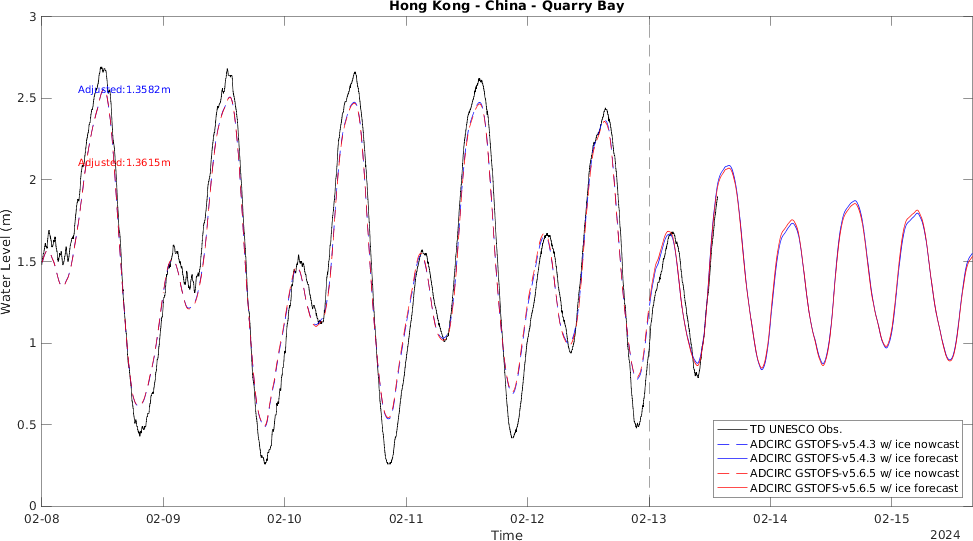 Hong Kong - China - Quarry Bay
3
2.5
2
1.5
1
0.5
0
Water Level (m)
Adjusted:1.3582m
Adjusted:1.3615m
TD UNESCO Obs.
ADCIRC GSTOFS-v5.4.3 w/ ice nowcast
ADCIRC GSTOFS-v5.4.3 w/ ice forecast
ADCIRC GSTOFS-v5.6.5 w/ ice nowcast
ADCIRC GSTOFS-v5.6.5 w/ ice forecast
02-08 02-09 02-10 02-11 02-12 02-13 02-14 02-15
Time
2024